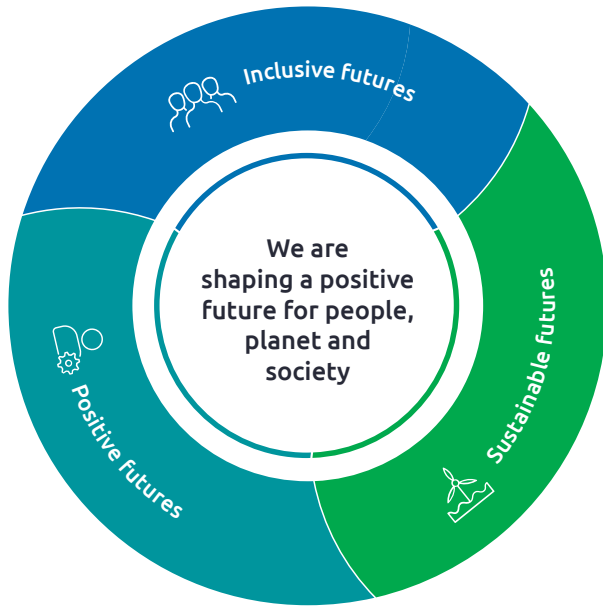 Inclusive futures
We are
shaping a positive
future for people,
planet and
society
Sustainable futures
Positive futures